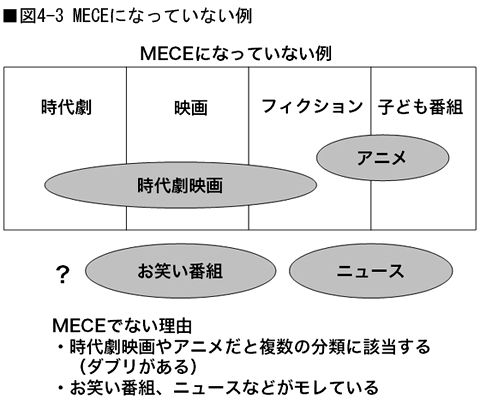 ■図4-3 MECEになっていない例
MECEになっていない例
時代劇 映画 フィクション 子ども番組
アニメ
時代劇映画
? お笑い番組 ニュース
MECEでない理由
・時代劇映画やアニメだと複数の分類に該当する
（ダブリがある）
・お笑い番組、ニュースなどがモレている